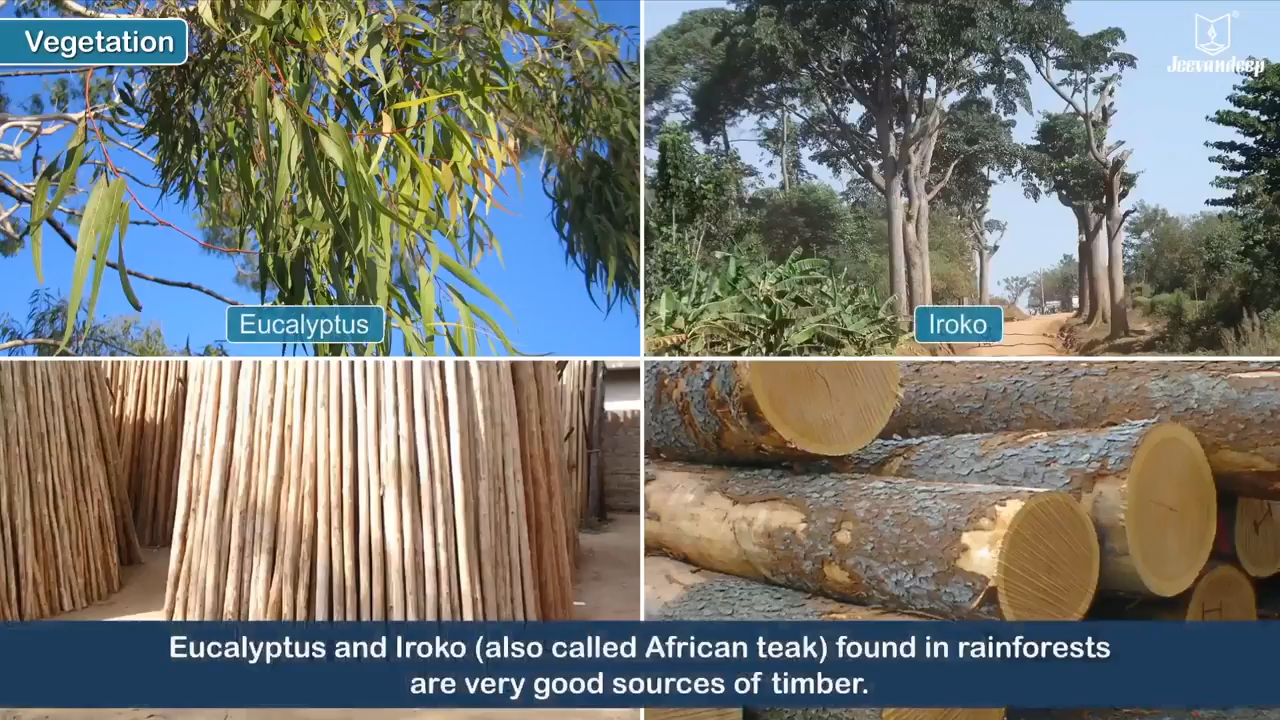 Vegetation
Jeevandeep
Eucalyptus
Iroko
Eucalyptus and Iroko (also called African teak) found in rainforests
are very good sources of timber.